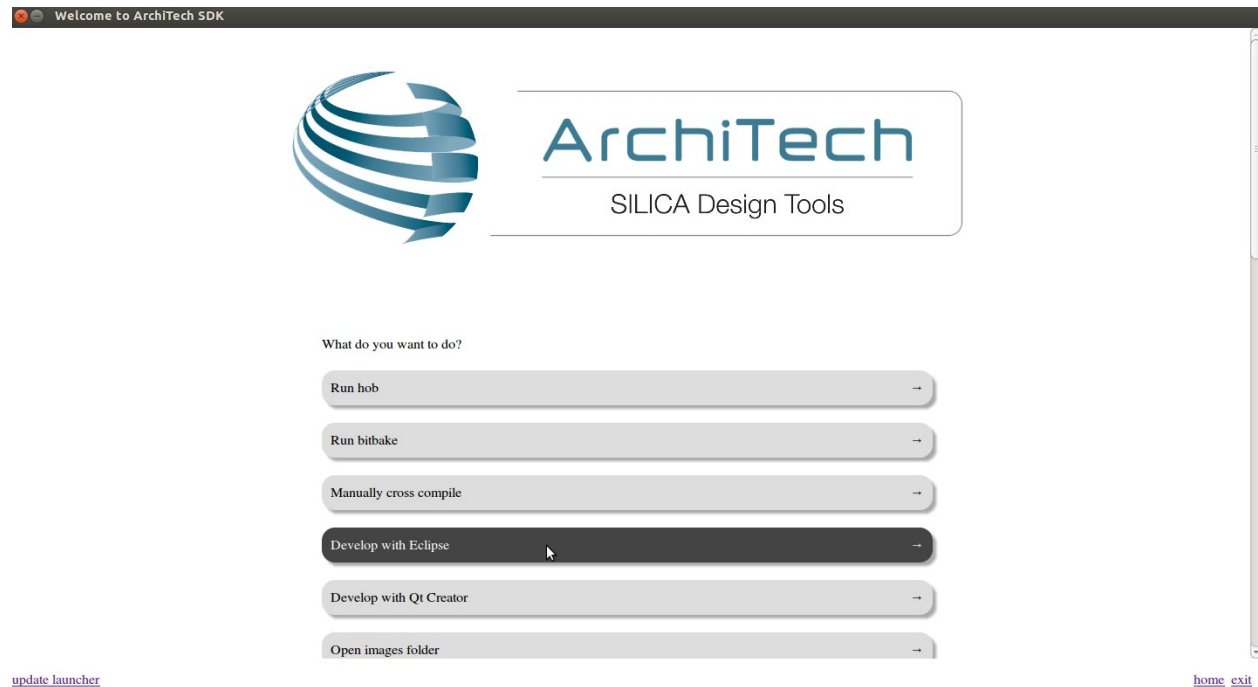 Welcome to ArchiTech SDK
ArchiTech
SILICA Design Tools
What do you want to do?
Run hob →
Run bitbake →
Manually cross compile →
Develop with Eclipse →
Develop with Qt Creator →
Open images folder →
update launcher home exit